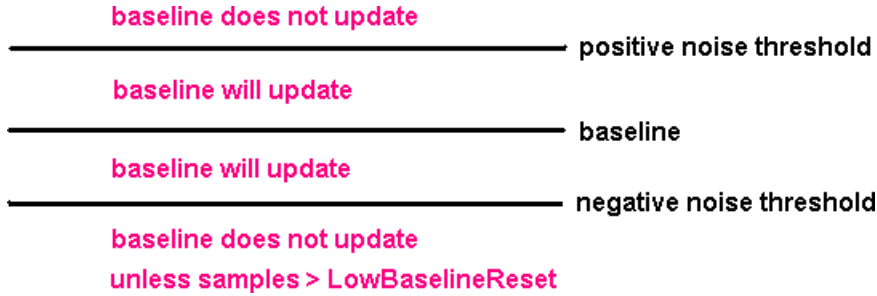 baseline does not update
positive noise threshold
baseline will update
baseline
baseline will update
negative noise threshold
baseline does not update
unless samples > LowBaselineReset